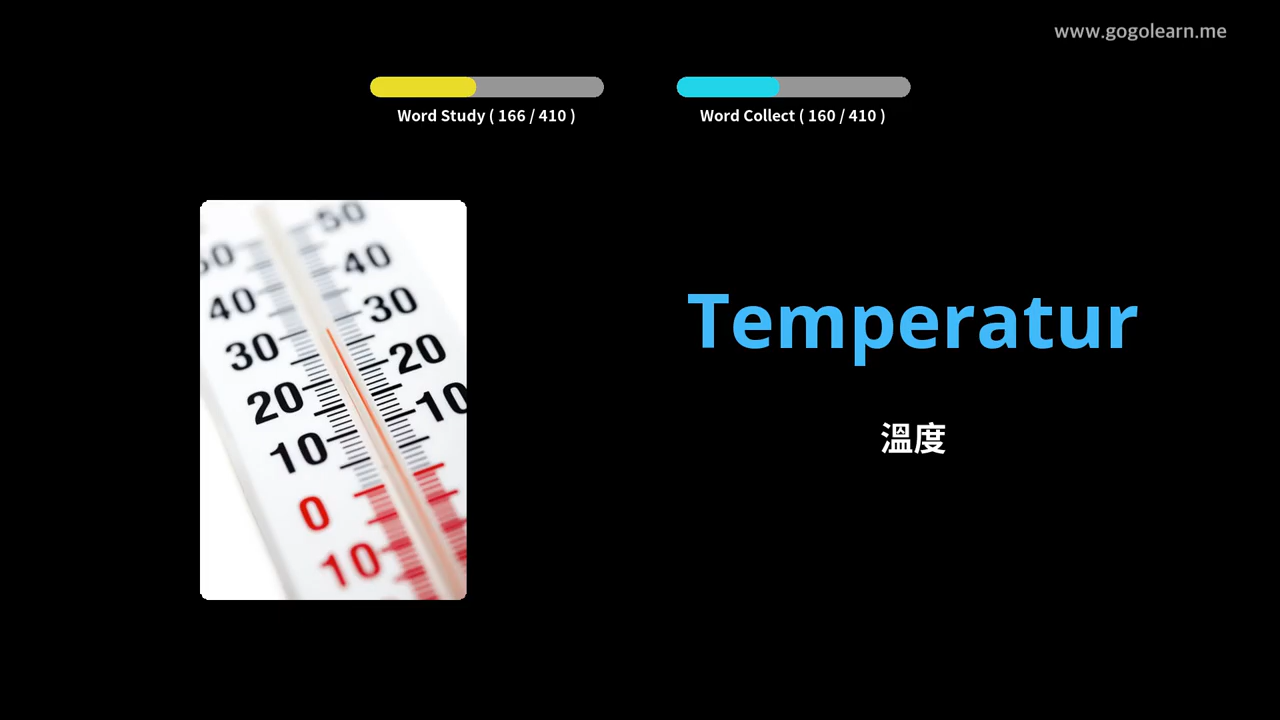 www.gogolearn.me
Word Study ( 166 / 410 )
Word Collect ( 160 / 410 )
50
40
40
30
30
20
20
10
10
0
10
Temperatur
溫度